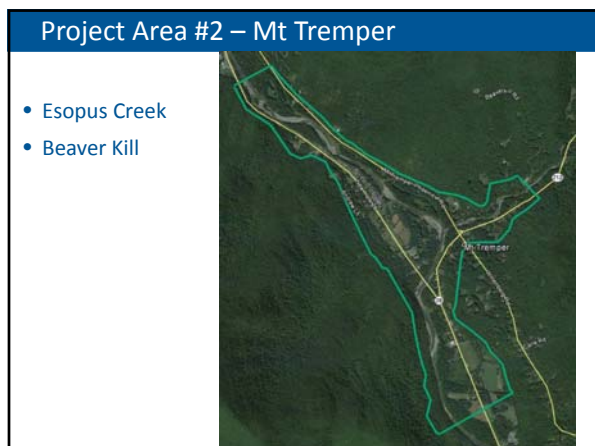 Project Area #2 – Mt Tremper
• Esopus Creek
• Beaver Kill
Mt Tremper